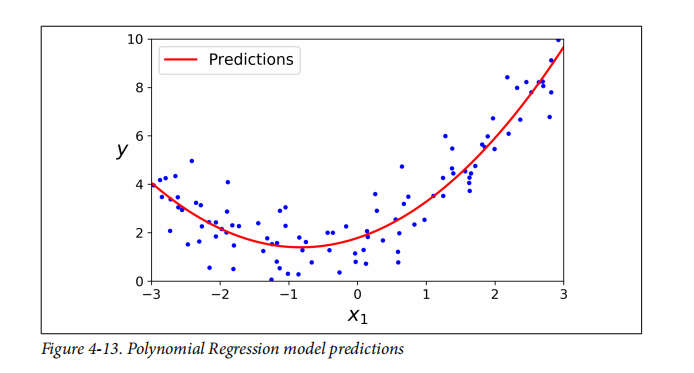 10
Predictions
8
6
y
4
2
0
−3 −2 −1 0 1 2 3
x1
Figure 4-13. Polynomial Regression model predictions